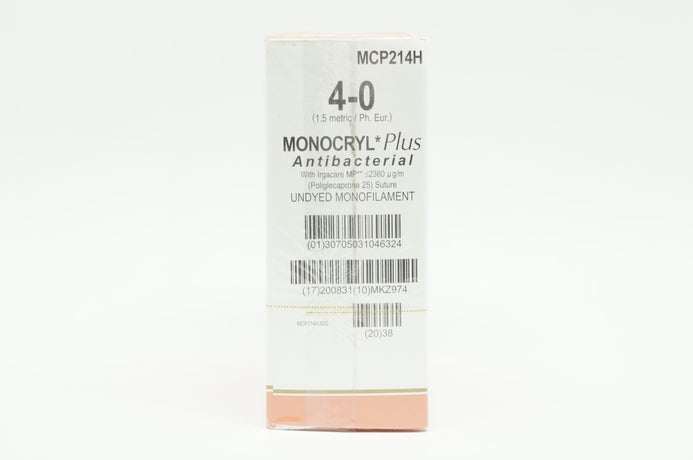 MCP214H
4-0
(1.5 metric / Ph. Eur.)
MONOCRYL* Plus
Antibacterial
With Irgacare MP** ≤2360 µg/m
(Poliglecaprone 25) Suture
UNDYED MONOFILAMENT
(01)30705031046324
(17)200831(10)MKZ974
(20)38